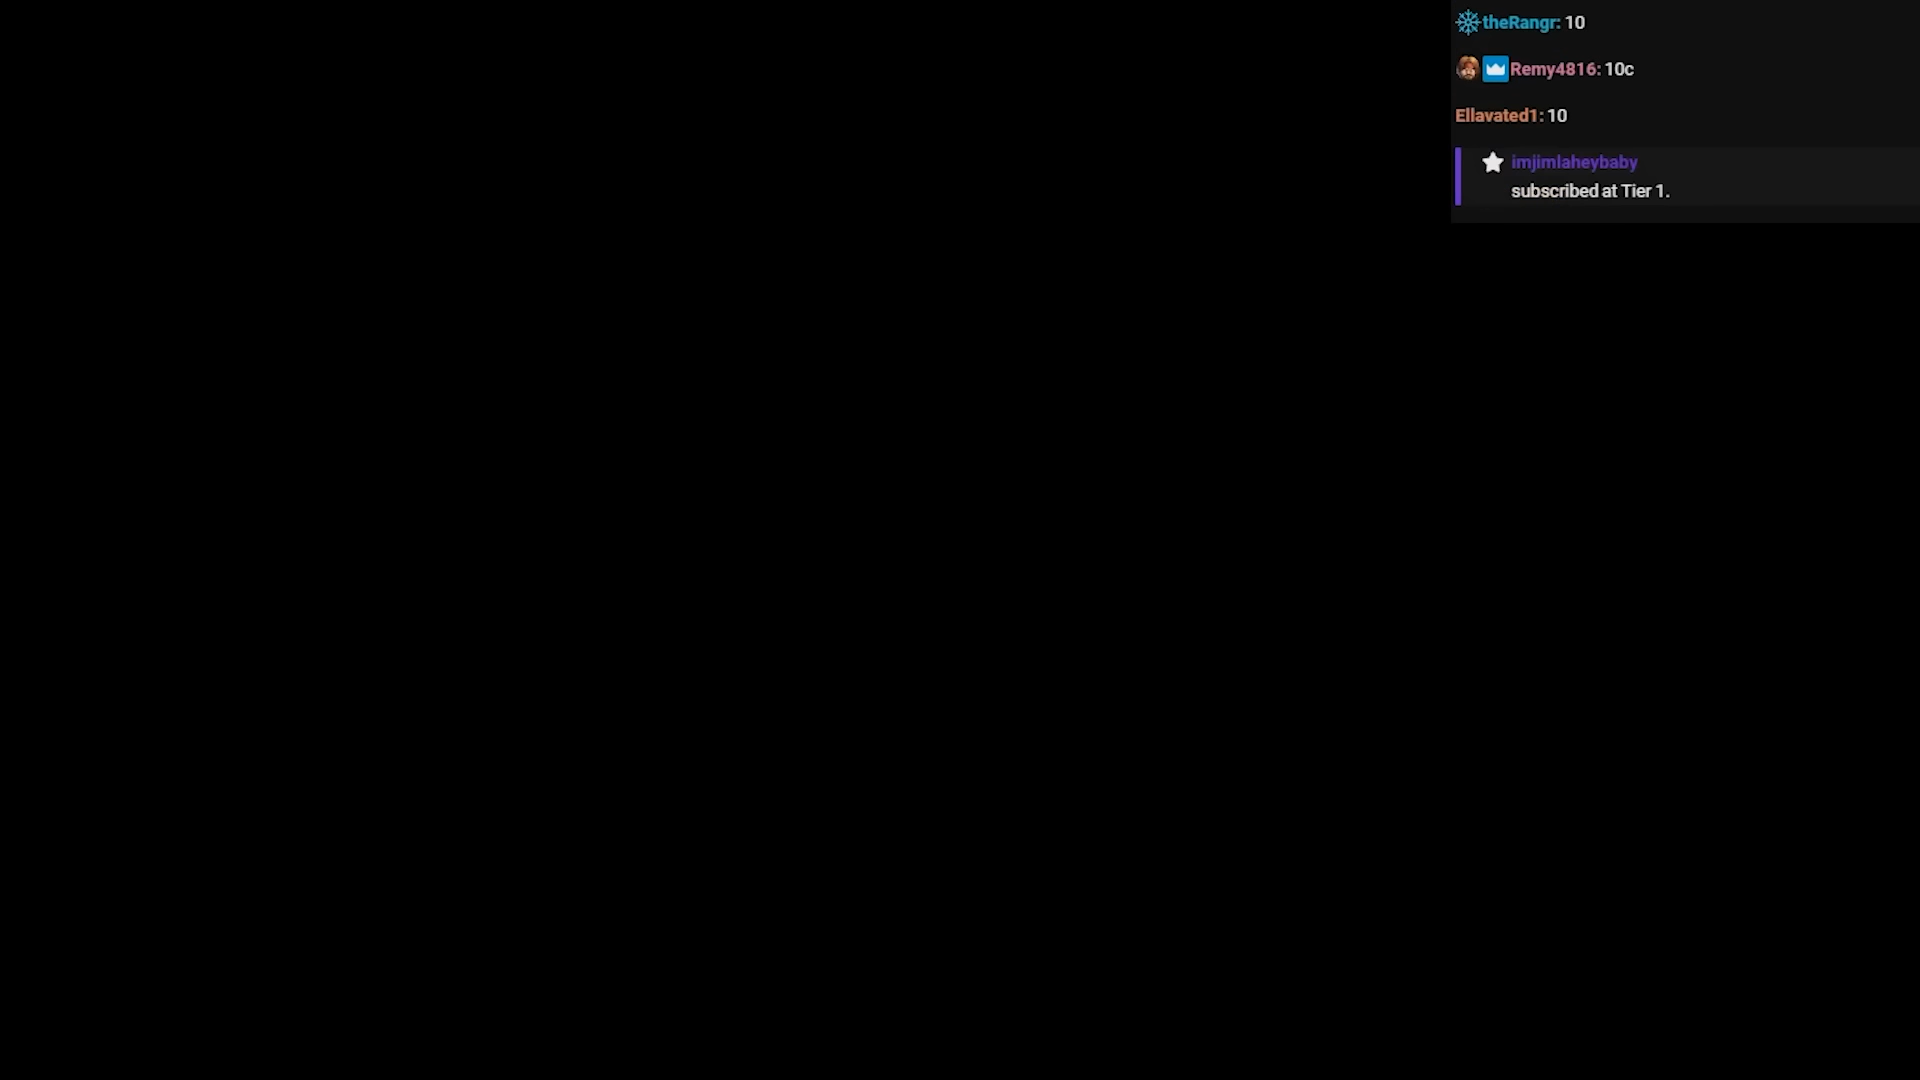 theRangr: 10
Remy4816: 10c
Ellavated1: 10
imjimlaheybaby
subscribed at Tier 1.